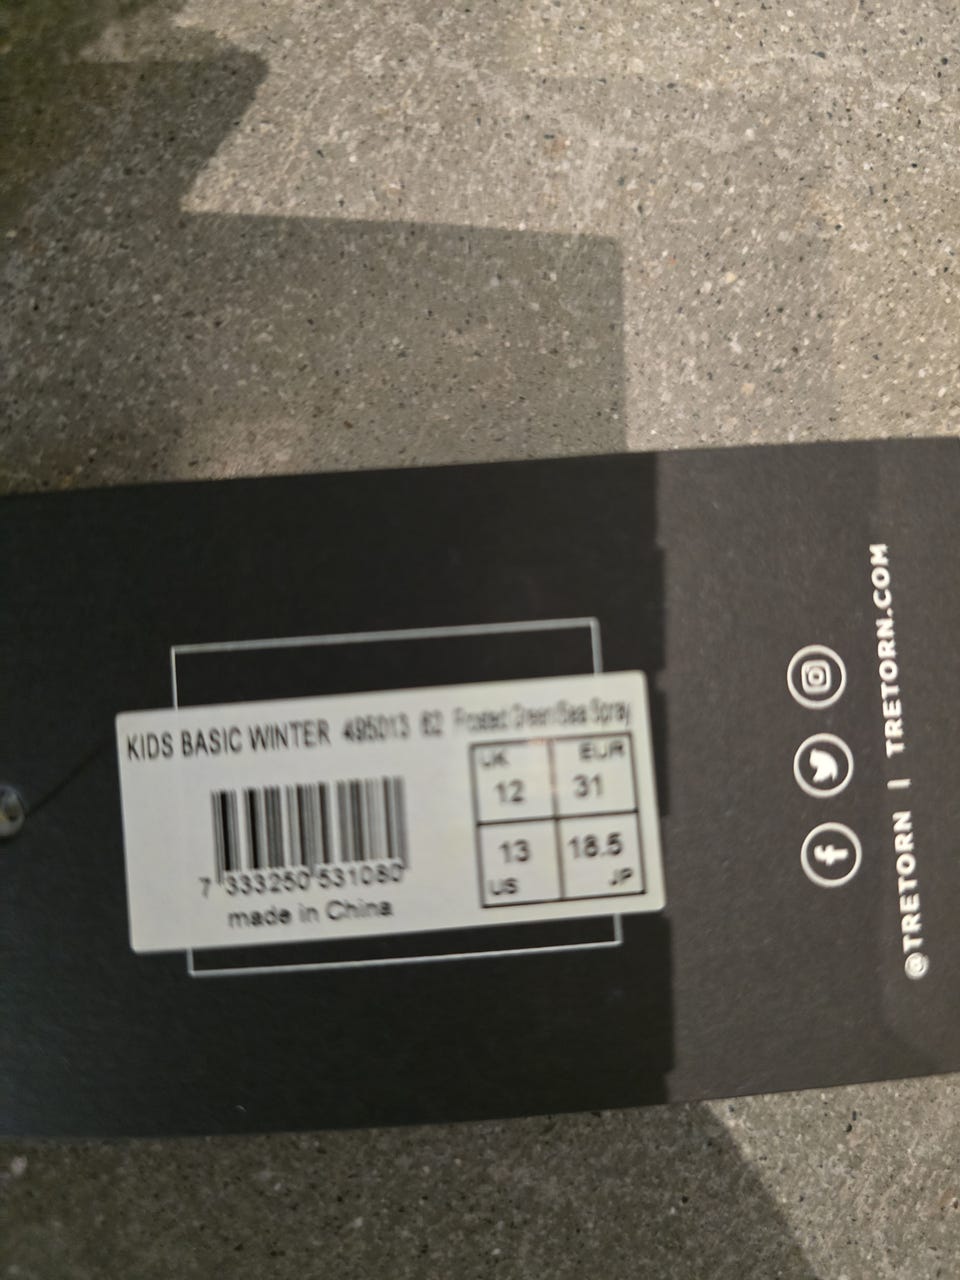 KIDS BASIC WINTER 495013 62 Frosted Green/Sea Spray
UK 12
EUR 31
13 US
18.5 JP
7 333250 531080
made in China
@TRETORN | TRETORN.COM